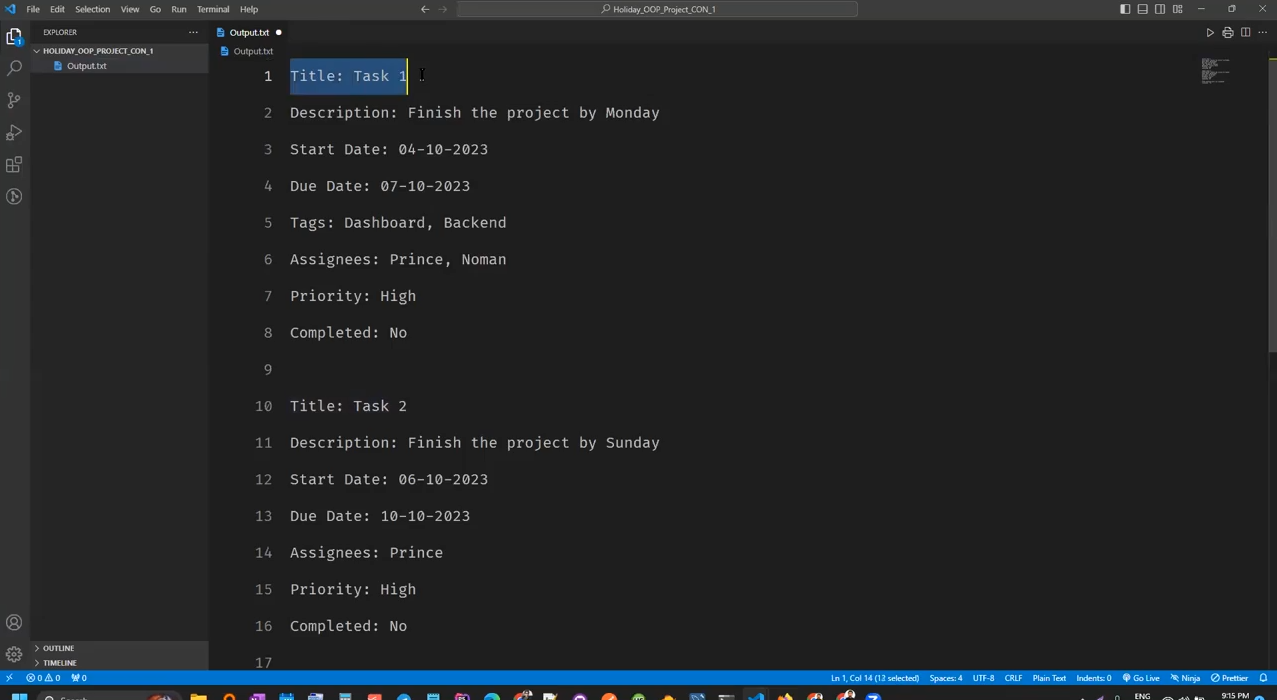 File Edit Selection View Go Run Terminal Help
Holiday_OOP_Project_CON_1
EXPLORER
HOLIDAY_OOP_PROJECT_CON_1
Output.txt
1
Output.txt
Output.txt
1 Title: Task 1
2 Description: Finish the project by Monday
3 Start Date: 04-10-2023
4 Due Date: 07-10-2023
5 Tags: Dashboard, Backend
6 Assignees: Prince, Noman
7 Priority: High
8 Completed: No
9
10 Title: Task 2
11 Description: Finish the project by Sunday
12 Start Date: 06-10-2023
13 Due Date: 10-10-2023
14 Assignees: Prince
15 Priority: High
16 Completed: No
17
OUTLINE
TIMELINE
0 0 0 Ln 1, Col 14 (13 selected) Spaces: 4 UTF-8 CRLF Plain Text Indents: 0 Go Live Ninja Prettier
Search ENG 9:15 PM